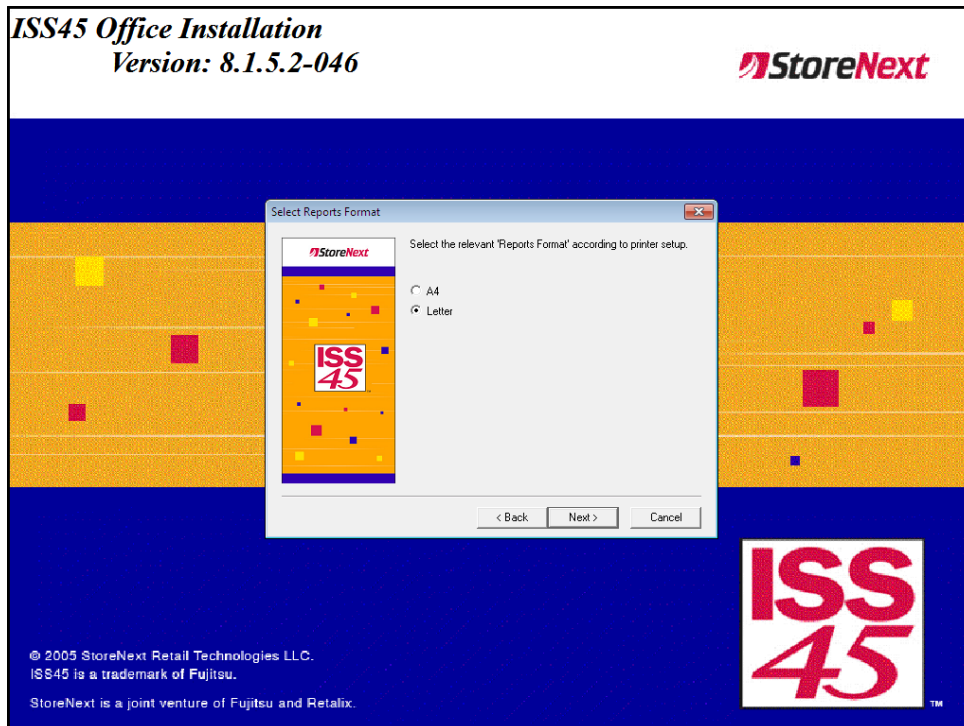 ISS45 Office Installation
Version: 8.1.5.2-046
StoreNext
Select Reports Format
StoreNext
Select the relevant 'Reports Format' according to printer setup.
A4
Letter
ISS
45
< Back
Next >
Cancel
ISS
45
TM
© 2005 StoreNext Retail Technologies LLC.
ISS45 is a trademark of Fujitsu.
StoreNext is a joint venture of Fujitsu and Retalix.